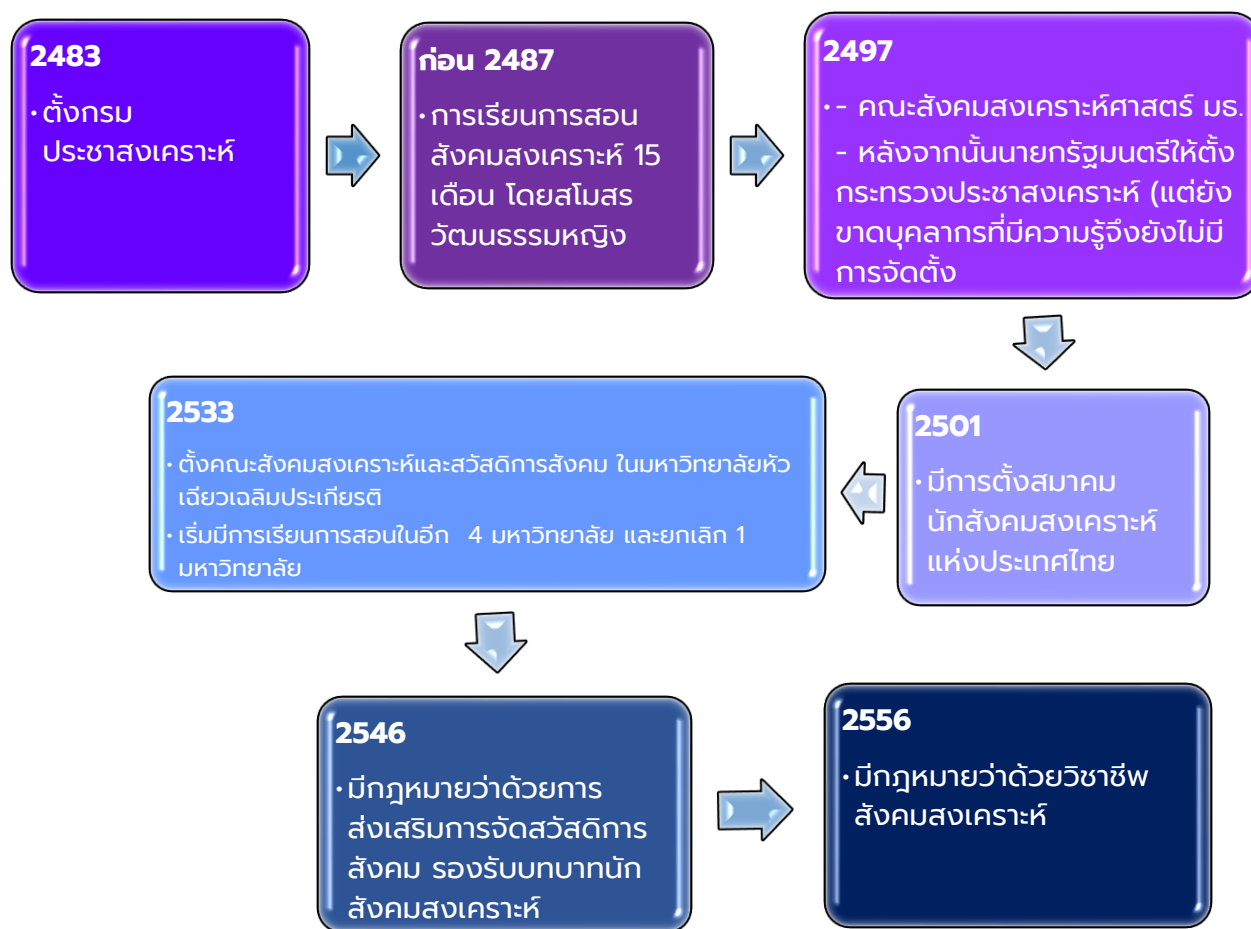 2483
· ตั้งกรม
ประชาสงเคราะห์
ก่อน 2487
· การเรียนการสอน
สังคมสงเคราะห์ 15
เดือน โดยสโมสร
วัฒนธรรมหญิง
2497
· - คณะสังคมสงเคราะห์ศาสตร์ มธ.
- หลังจากนั้นนายกรัฐมนตรีให้ตั้ง
กระทรวงประชาสงเคราะห์ (แต่ยัง
ขาดบุคลากรที่มีความรู้จึงยังไม่มี
การจัดตั้ง
2501
· มีการตั้งสมาคม
นักสังคมสงเคราะห์
แห่งประเทศไทย
2533
· ตั้งคณะสังคมสงเคราะห์และสวัสดิการสังคม ในมหาวิทยาลัยหัว
เฉียวเฉลิมประเกียรติ
· เริ่มมีการเรียนการสอนในอีก 4 มหาวิทยาลัย และยกเลิก 1
มหาวิทยาลัย
2546
· มีกฎหมายว่าด้วยการ
ส่งเสริมการจัดสวัสดิการ
สังคม รองรับบทบาทนัก
สังคมสงเคราะห์
2556
· มีกฎหมายว่าด้วยวิชาชีพ
สังคมสงเคราะห์